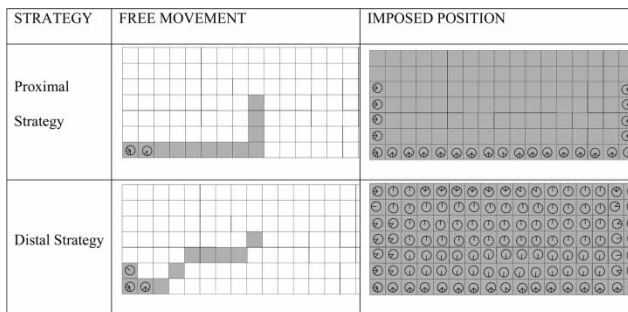 STRATEGY FREE MOVEMENT IMPOSED POSITION
Proximal
Strategy
Distal Strategy